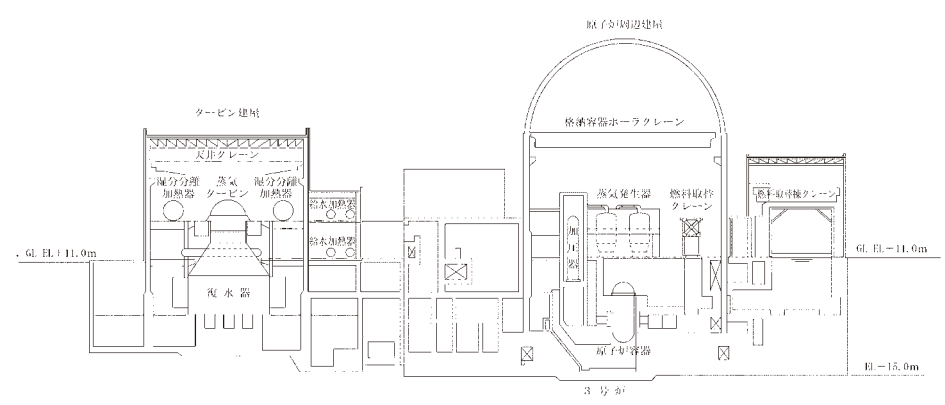 原子炉周辺建屋
タービン建屋
格納容器ポーラクレーン
天井クレーン
湿分分離
加熱器
蒸気
タービン
湿分分離
加熱器
給水加熱器
給水加熱器
蒸気発生器
燃料取替
クレーン
燃料取扱棟クレーン
加圧器
GL EL+11.0m
GL EL+11.0m
復水器
原子炉容器
EL-15.0m
3号炉